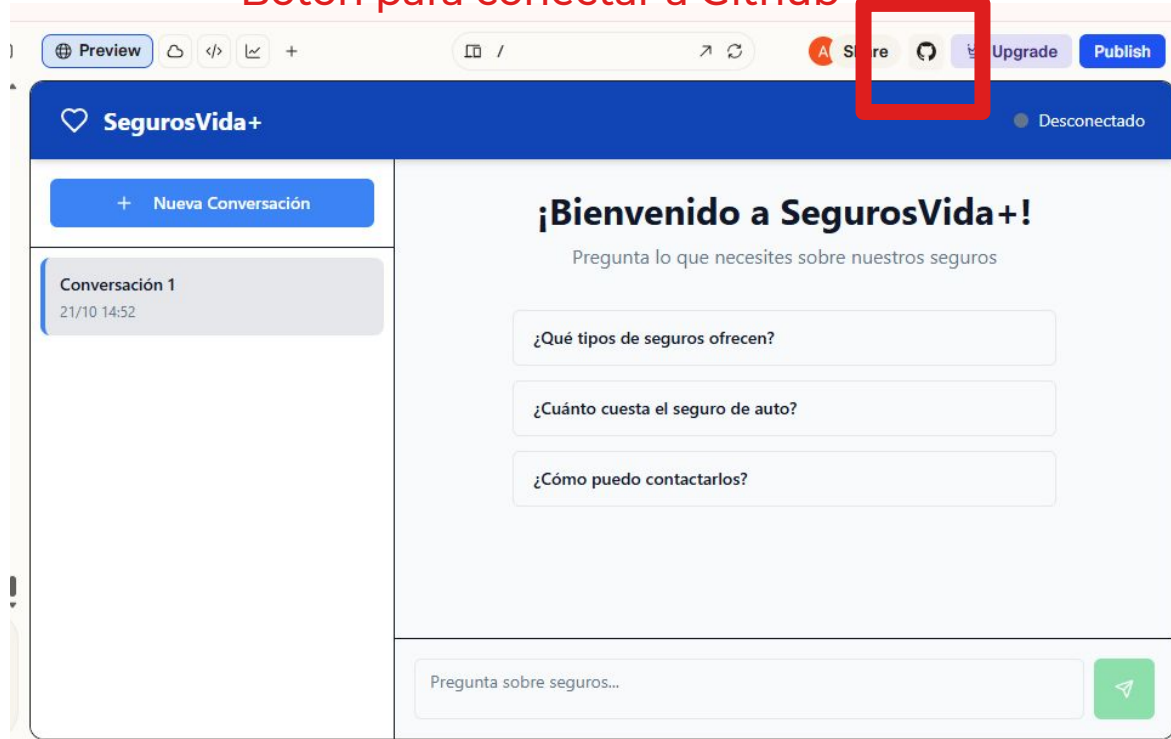 Botón para conectar a Github
Preview
</>
+
/
A
Share
Upgrade
Publish
SegurosVida+
Desconectado
+ Nueva Conversación
Conversación 1
21/10 14:52
¡Bienvenido a SegurosVida+!
Pregunta lo que necesites sobre nuestros seguros
¿Qué tipos de seguros ofrecen?
¿Cuánto cuesta el seguro de auto?
¿Cómo puedo contactarlos?
Pregunta sobre seguros...